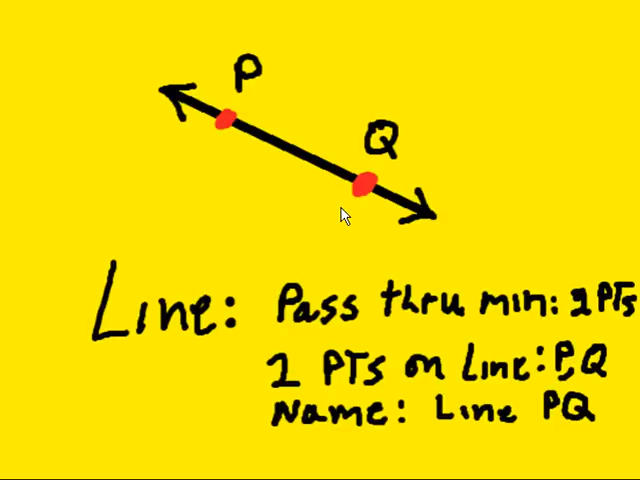 P
Q
Line: Pass thru min: 2 PTs
2 PTs on Line: P, Q
Name: Line PQ